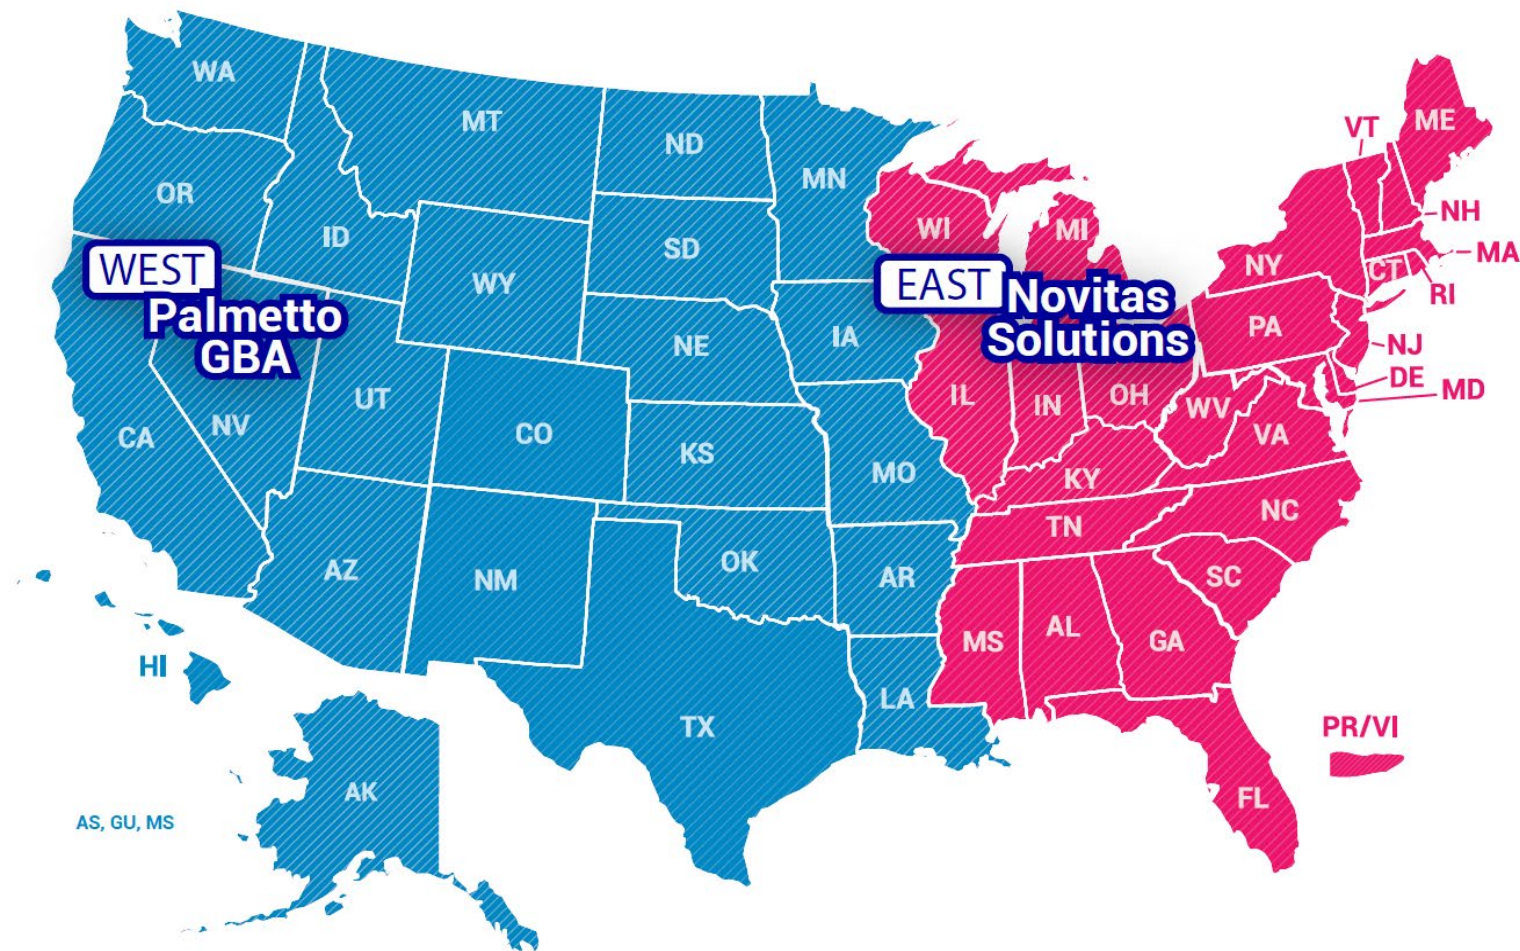 WA
MT
ND
MN
VT
ME
OR
ID
SD
WI
MI
NH
WEST
WY
EAST
NY
CT
MA
RI
Palmetto
GBA
NE
IA
Novitas
Solutions
PA
NJ
DE
MD
CA
NV
UT
CO
KS
MO
IL
IN
OH
WV
VA
KY
AZ
NM
OK
AR
TN
NC
SC
MS
AL
GA
HI
TX
LA
FL
PR/VI
AK
AS, GU, MS